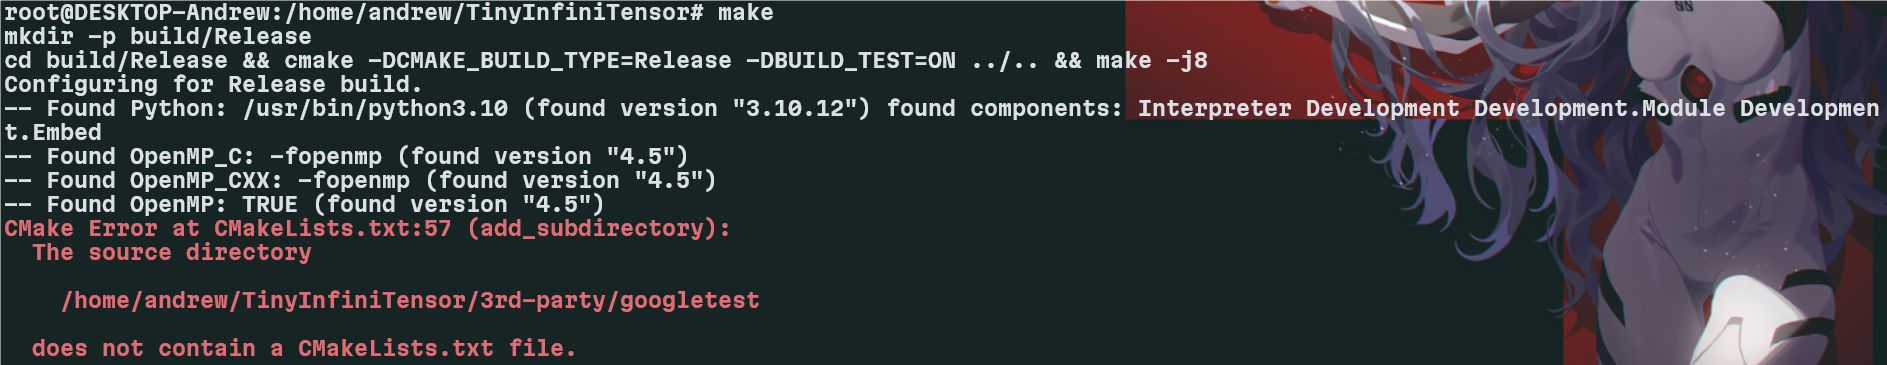 root@DESKTOP-Andrew:/home/andrew/TinyInfiniTensor# make
mkdir -p build/Release
cd build/Release && cmake -DCMAKE_BUILD_TYPE=Release -DBUILD_TEST=ON ../.. && make -j8
Configuring for Release build.
-- Found Python: /usr/bin/python3.10 (found version "3.10.12") found components: Interpreter Development Development.Module Developmen
t.Embed
-- Found OpenMP_C: -fopenmp (found version "4.5")
-- Found OpenMP_CXX: -fopenmp (found version "4.5")
-- Found OpenMP: TRUE (found version "4.5")
CMake Error at CMakeLists.txt:57 (add_subdirectory):
  The source directory

    /home/andrew/TinyInfiniTensor/3rd-party/googletest

  does not contain a CMakeLists.txt file.